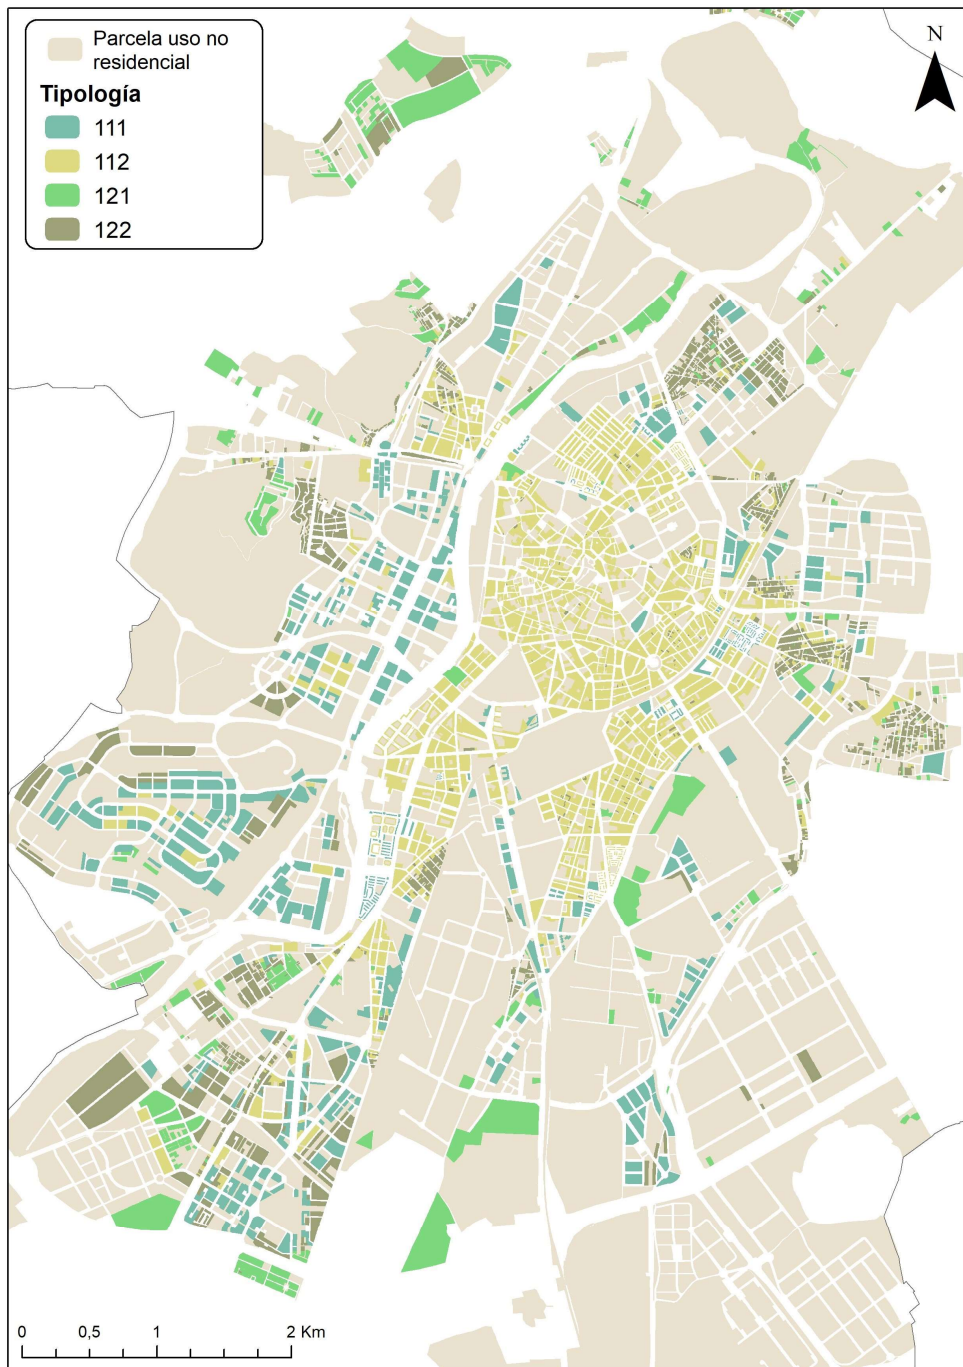 Parcela uso no
residencial
Tipología
111
112
121
122
N
0 0,5 1 2 Km